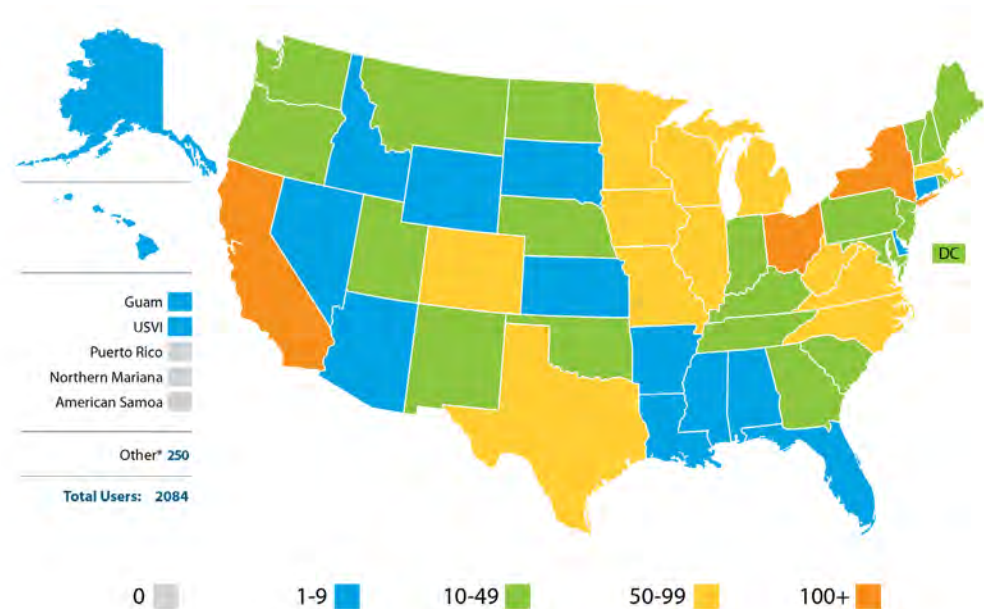 DC
Guam
USVI
Puerto Rico
Northern Mariana
American Samoa
Other* 250
Total Users: 2084
0 1-9 10-49 50-99 100+